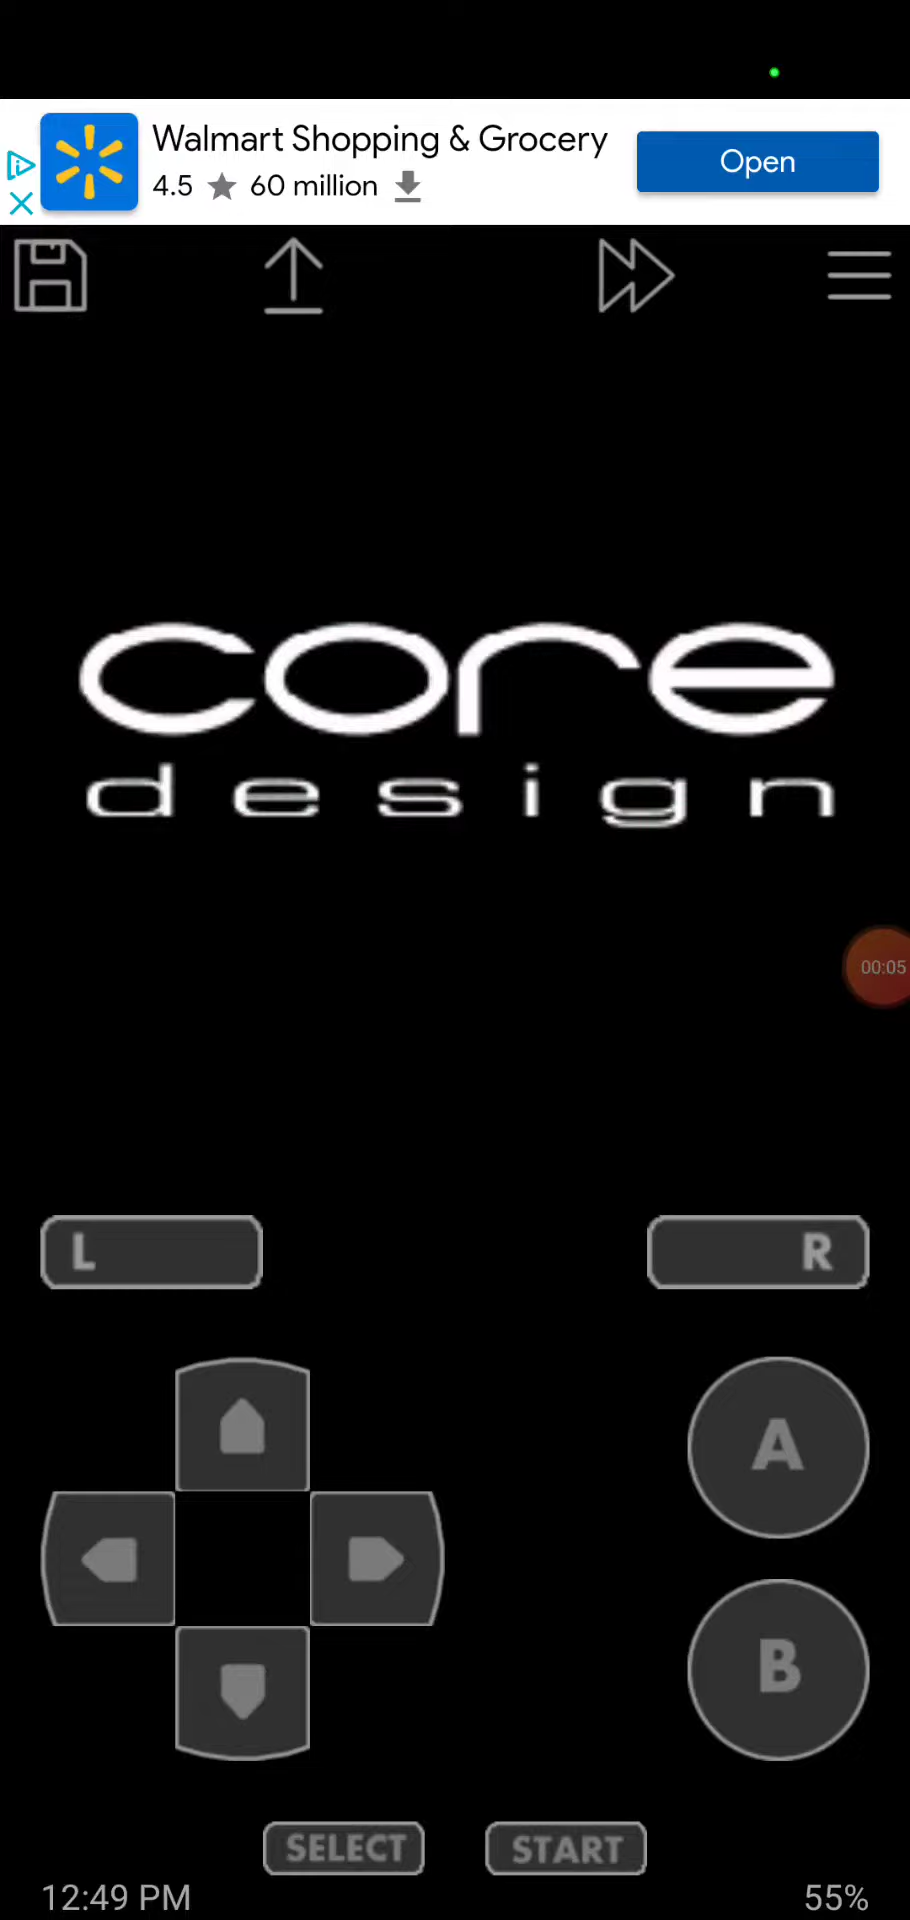 Walmart Shopping & Grocery
4.5 60 million
Open
core
design
00:05
L
R
A
B
SELECT
START
12:49 PM
55%